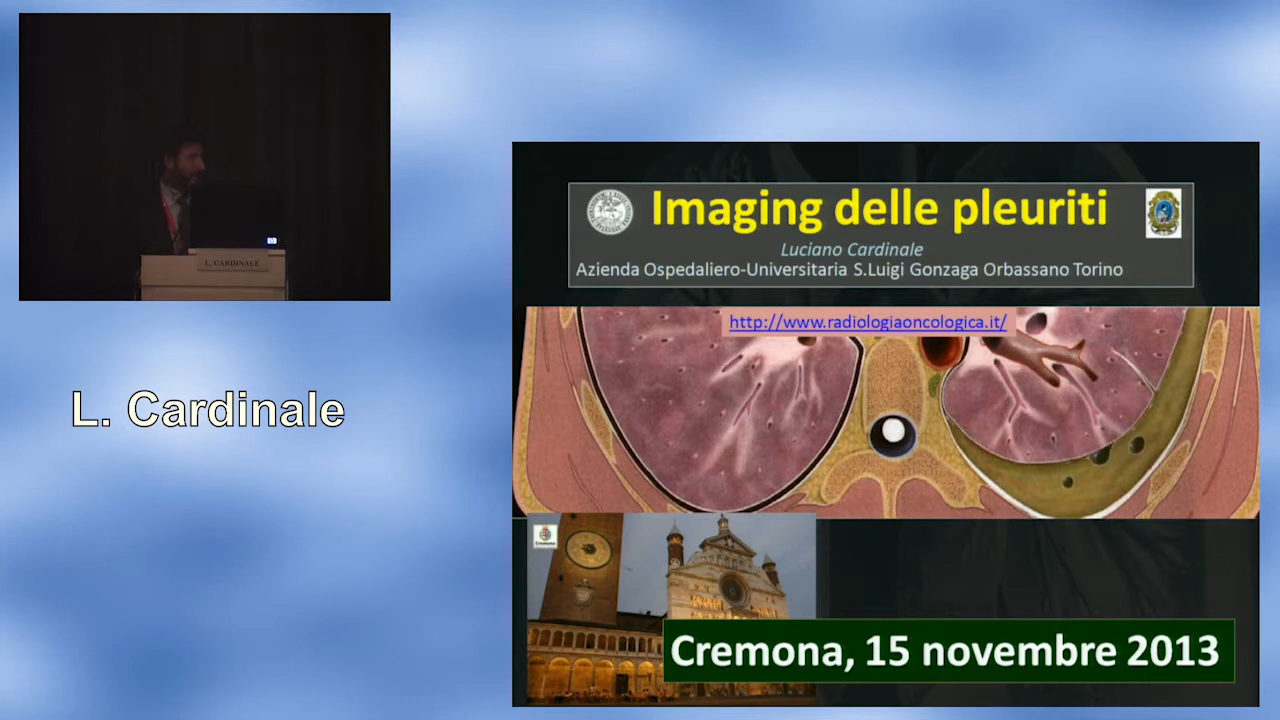 L. CARDINALE
L. Cardinale
Imaging delle pleuriti
Luciano Cardinale
Azienda Ospedaliero-Universitaria S.Luigi Gonzaga Orbassano Torino
http://www.radiologiaoncologica.it/
Cremona
Cremona, 15 novembre 2013